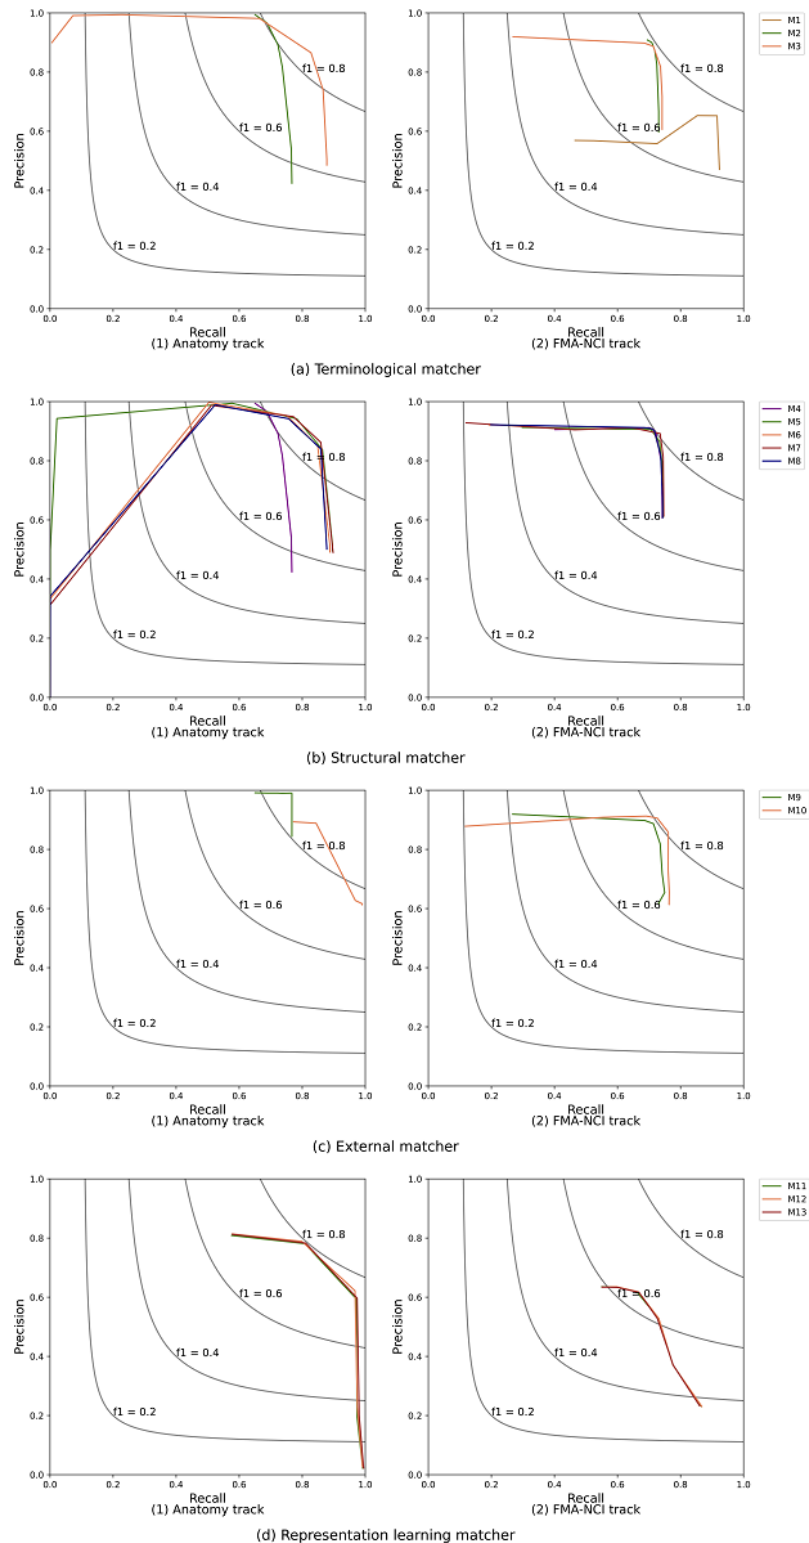 1.0
0.8
0.6
0.4
0.2
0.0
Precision
f1 = 0.8
f1 = 0.6
f1 = 0.4
f1 = 0.2
0.0 0.2 0.4 0.6 0.8 1.0
Recall
(1) Anatomy track
1.0
0.8
0.6
0.4
0.2
0.0
Precision
f1 = 0.8
f1 = 0.6
f1 = 0.4
f1 = 0.2
0.0 0.2 0.4 0.6 0.8 1.0
Recall
(2) FMA-NCI track
M1
M2
M3
(a) Terminological matcher
1.0
0.8
0.6
0.4
0.2
0.0
Precision
f1 = 0.8
f1 = 0.6
f1 = 0.4
f1 = 0.2
0.0 0.2 0.4 0.6 0.8 1.0
Recall
(1) Anatomy track
1.0
0.8
0.6
0.4
0.2
0.0
Precision
f1 = 0.8
f1 = 0.6
f1 = 0.4
f1 = 0.2
0.0 0.2 0.4 0.6 0.8 1.0
Recall
(2) FMA-NCI track
M4
M5
M6
M7
M8
(b) Structural matcher
1.0
0.8
0.6
0.4
0.2
0.0
Precision
f1 = 0.8
f1 = 0.6
f1 = 0.4
f1 = 0.2
0.0 0.2 0.4 0.6 0.8 1.0
Recall
(1) Anatomy track
1.0
0.8
0.6
0.4
0.2
0.0
Precision
f1 = 0.8
f1 = 0.6
f1 = 0.4
f1 = 0.2
0.0 0.2 0.4 0.6 0.8 1.0
Recall
(2) FMA-NCI track
M9
M10
(c) External matcher
1.0
0.8
0.6
0.4
0.2
0.0
Precision
f1 = 0.8
f1 = 0.6
f1 = 0.4
f1 = 0.2
0.0 0.2 0.4 0.6 0.8 1.0
Recall
(1) Anatomy track
1.0
0.8
0.6
0.4
0.2
0.0
Precision
f1 = 0.8
f1 = 0.6
f1 = 0.4
f1 = 0.2
0.0 0.2 0.4 0.6 0.8 1.0
Recall
(2) FMA-NCI track
M11
M12
M13
(d) Representation learning matcher